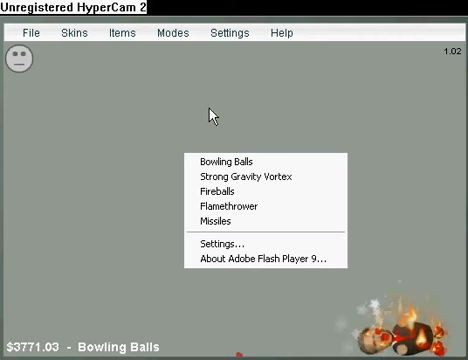 Unregistered HyperCam 2
File Skins Items Modes Settings Help
1.02
Bowling Balls
Strong Gravity Vortex
Fireballs
Flamethrower
Missiles
Settings...
About Adobe Flash Player 9...
$3771.03 - Bowling Balls